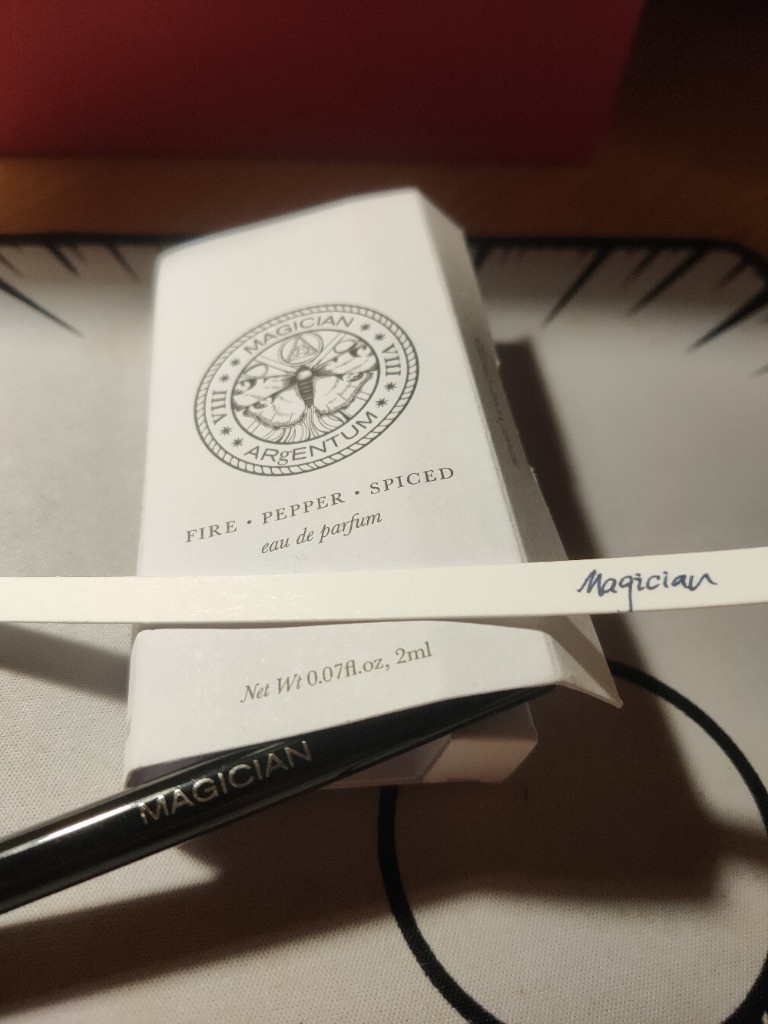 MAGICIAN
VIII VIII
ARgENTUM
FIRE • PEPPER • SPICED
eau de parfum
Magician
Net Wt 0.07fl.oz, 2ml
MAGICIAN